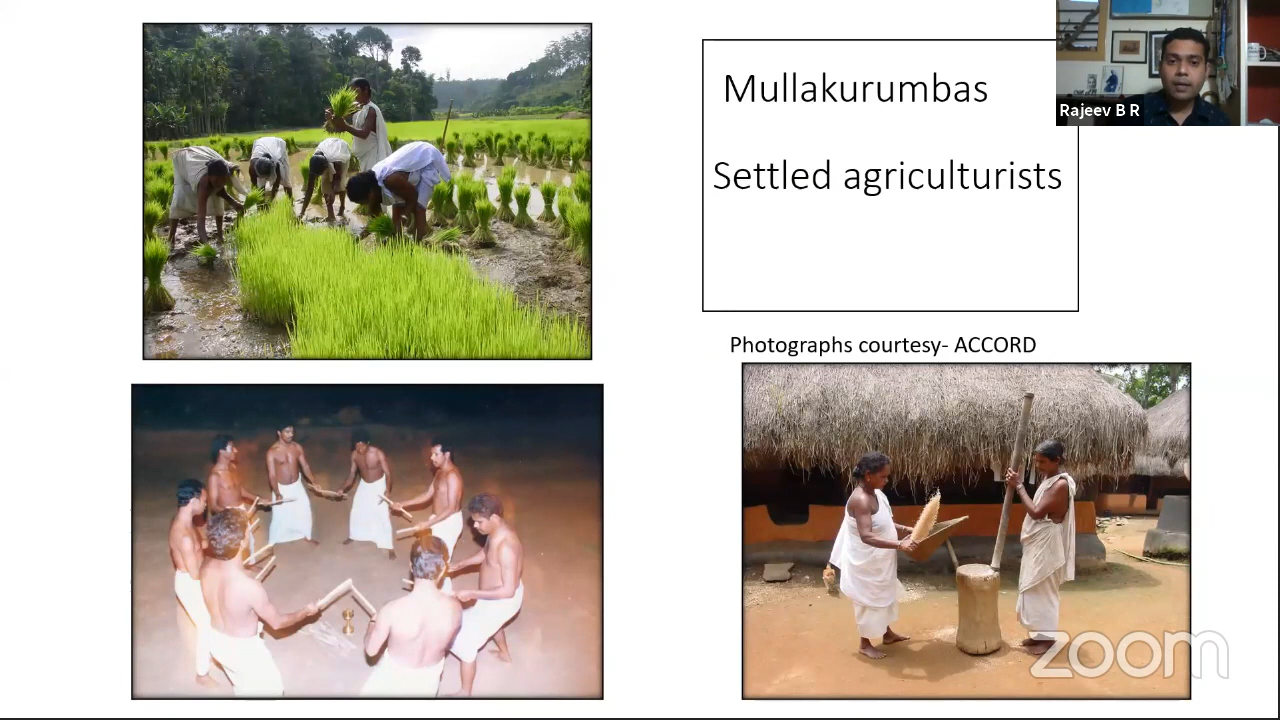 Mullakurumbas
Settled agriculturists
Rajeev B R
Photographs courtesy- ACCORD
zoom